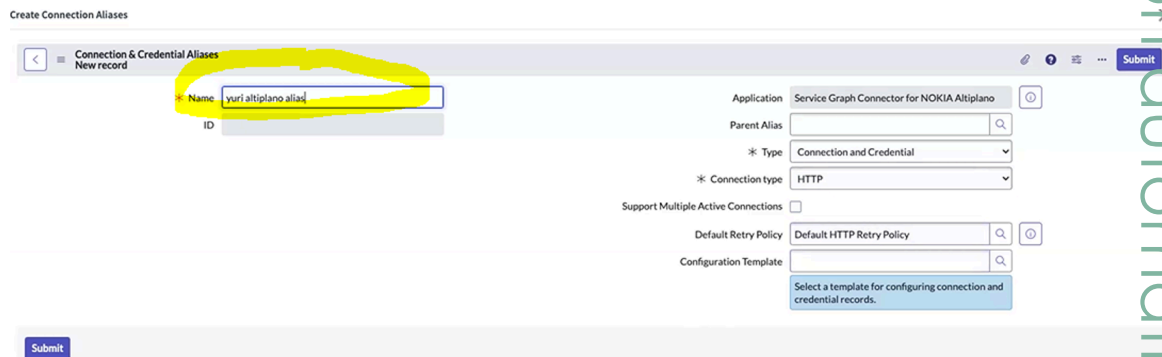 Create Connection Aliases
Connection & Credential Aliases
New record
Submit
Name yuri altiplano alias
ID
Application Service Graph Connector for NOKIA Altiplano
Parent Alias
Type Connection and Credential
Connection type HTTP
Support Multiple Active Connections
Default Retry Policy Default HTTP Retry Policy
Configuration Template
Select a template for configuring connection and
credential records.
Submit